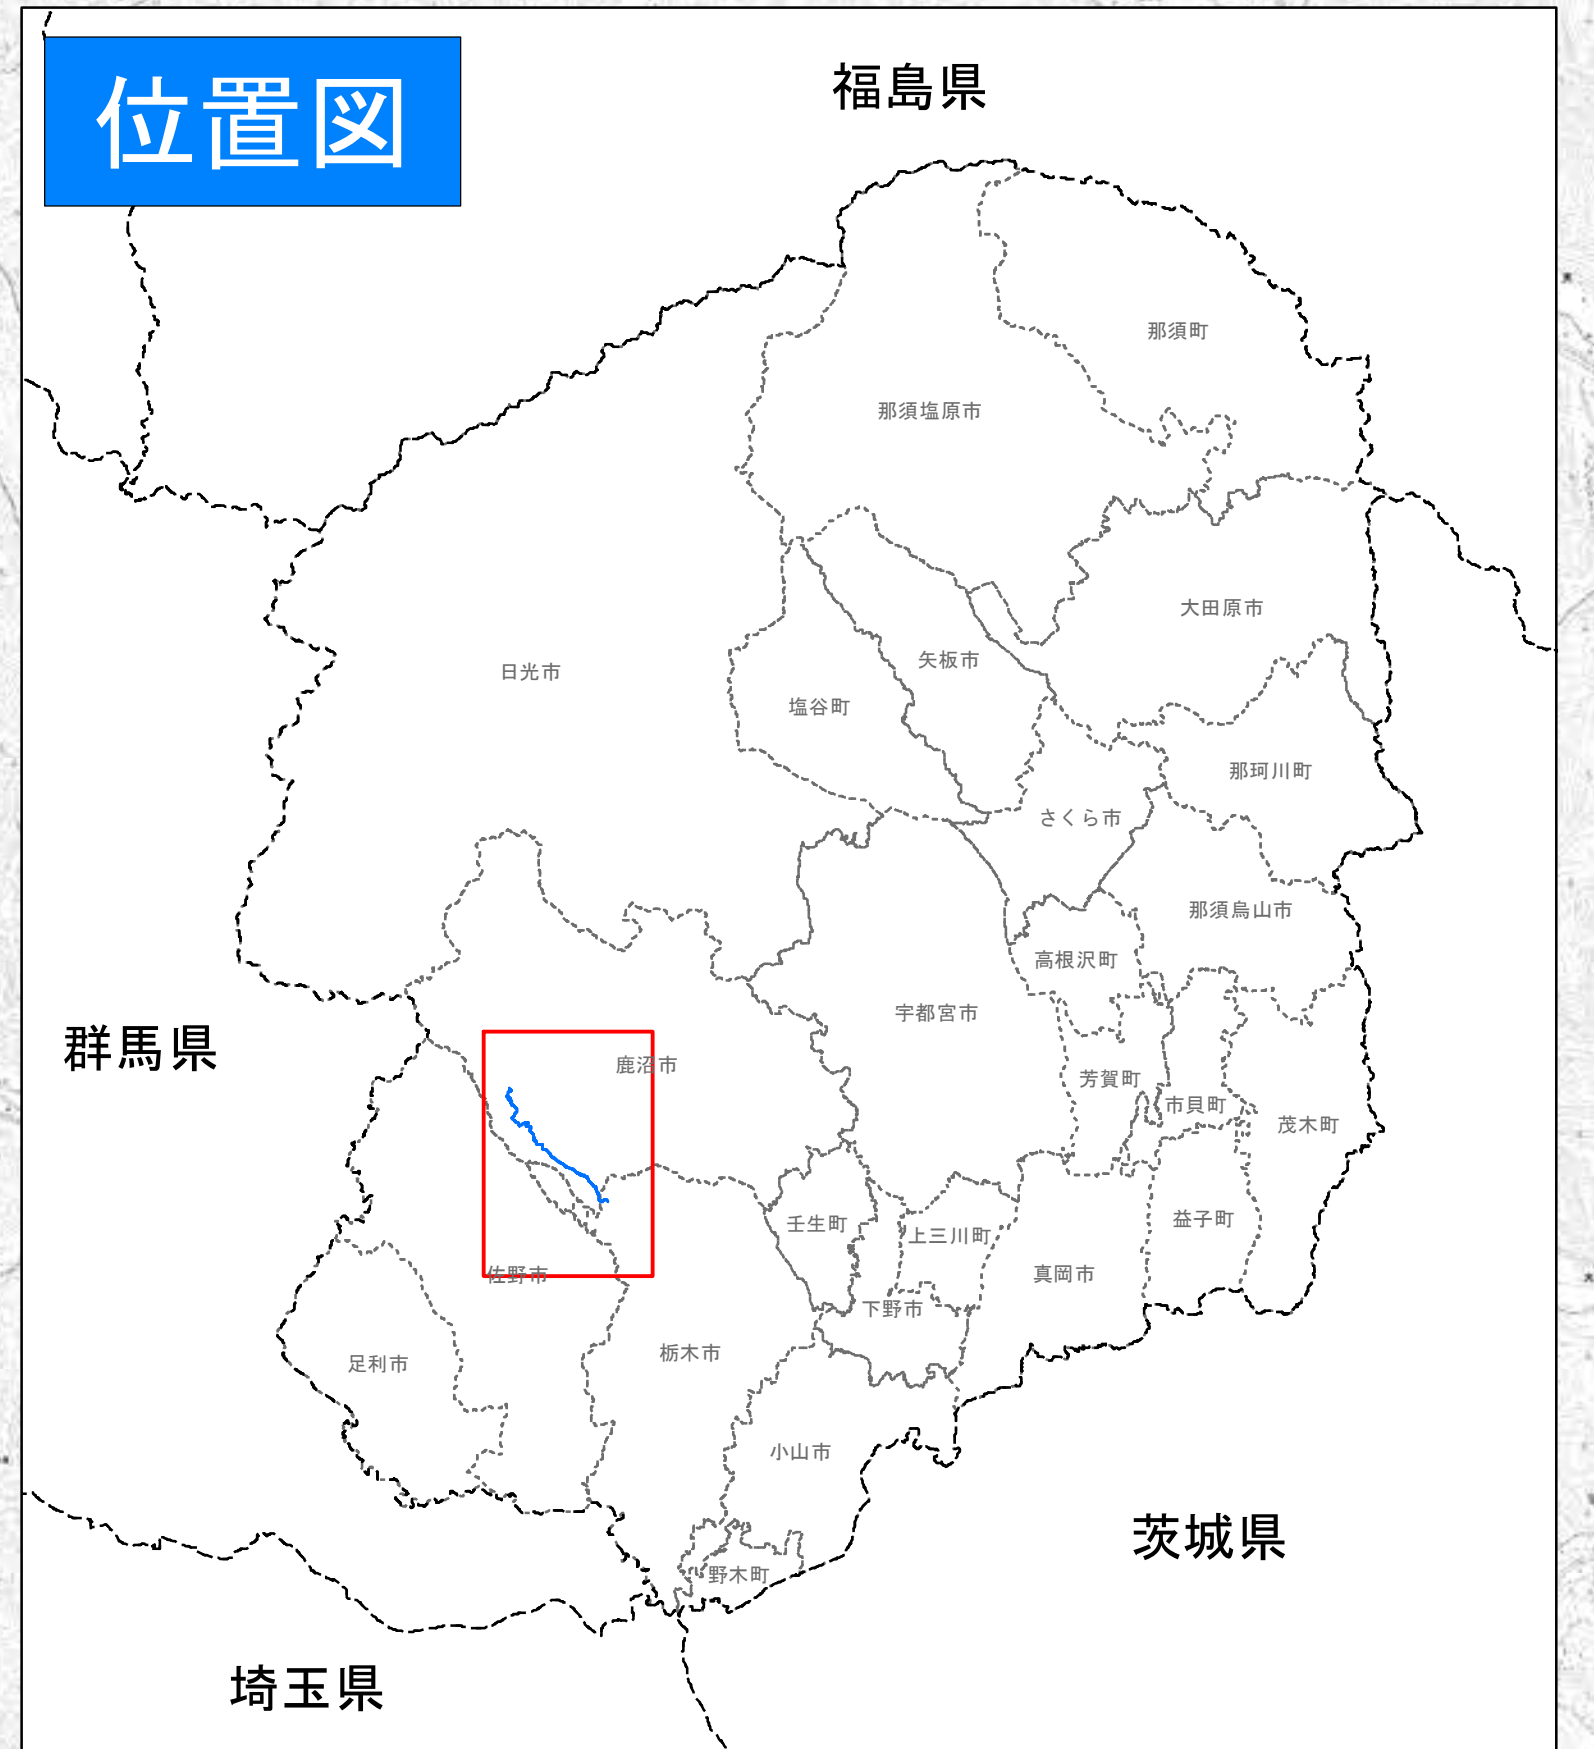 位置図
福島県
那須町
那須塩原市
大田原市
矢板市
日光市
塩谷町
那珂川町
さくら市
那須烏山市
高根沢町
宇都宮市
群馬県
鹿沼市
芳賀町
市貝町
茂木町
益子町
壬生町
上三川町
真岡市
佐野市
下野市
栃木市
足利市
小山市
茨城県
野木町
埼玉県